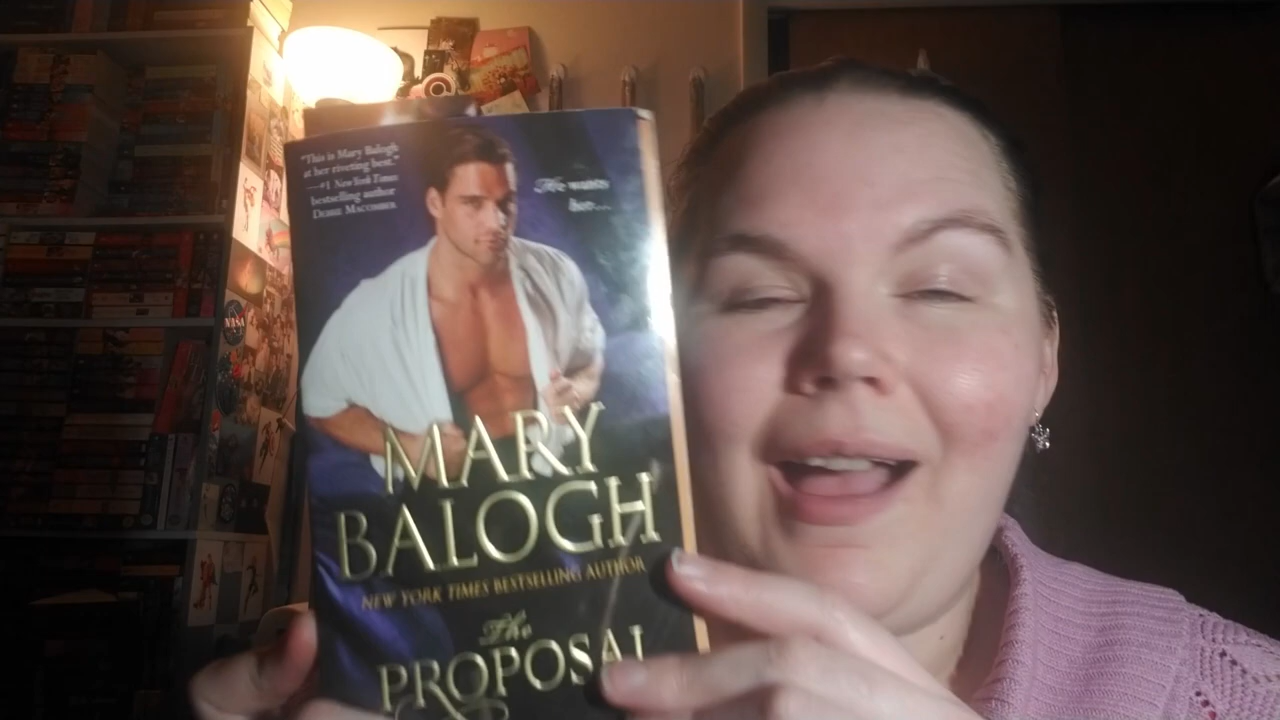 "This is Mary Balogh
at her riveting best."
—#1 New York Times
bestselling author
DEBBIE MACOMBER
He wants
her...
MARY
BALOGH
NEW YORK TIMES BESTSELLING AUTHOR
The
PROPOSAL
NASA